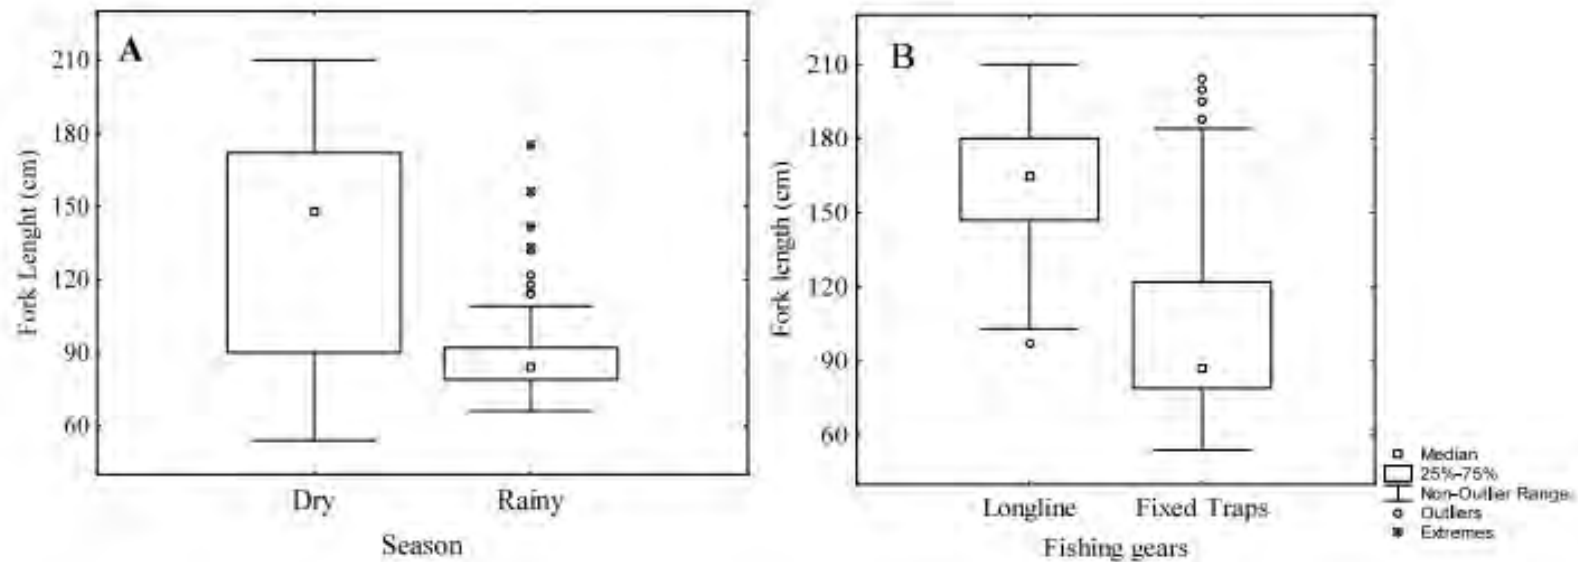 A
210
180
150
120
90
60
Fork Lenght (cm)
Dry Rainy
Season
B
210
180
150
120
90
60
Fork length (cm)
Longline Fixed Traps
Fishing gears
Median
25%-75%
Non-Outlier Range
Outliers
Extremes